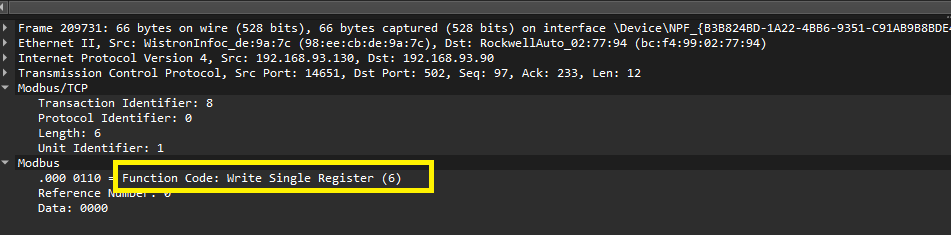 Frame 209731: 66 bytes on wire (528 bits), 66 bytes captured (528 bits) on interface \Device\NPF_{B3B824BD-1A22-4BB6-9351-C91AB9B8BDE4
Ethernet II, Src: WistronInfoc_de:9a:7c (98:ee:cb:de:9a:7c), Dst: RockwellAuto_02:77:94 (bc:f4:99:02:77:94)
Internet Protocol Version 4, Src: 192.168.93.130, Dst: 192.168.93.90
Transmission Control Protocol, Src Port: 14651, Dst Port: 502, Seq: 97, Ack: 233, Len: 12
Modbus/TCP
Transaction Identifier: 8
Protocol Identifier: 0
Length: 6
Unit Identifier: 1
Modbus
.000 0110 = Function Code: Write Single Register (6)
Reference Number: 0
Data: 0000